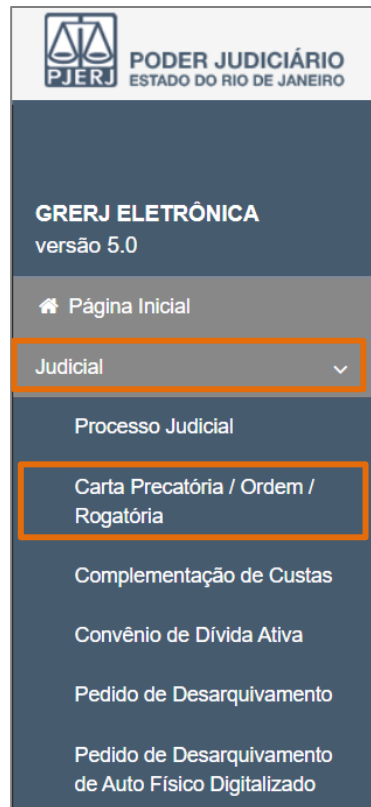 PJERJ
PODER JUDICIÁRIO
ESTADO DO RIO DE JANEIRO
GRERJ ELETRÔNICA
versão 5.0
Página Inicial
Judicial
Processo Judicial
Carta Precatória / Ordem /
Rogatória
Complementação de Custas
Convênio de Dívida Ativa
Pedido de Desarquivamento
Pedido de Desarquivamento
de Auto Físico Digitalizado